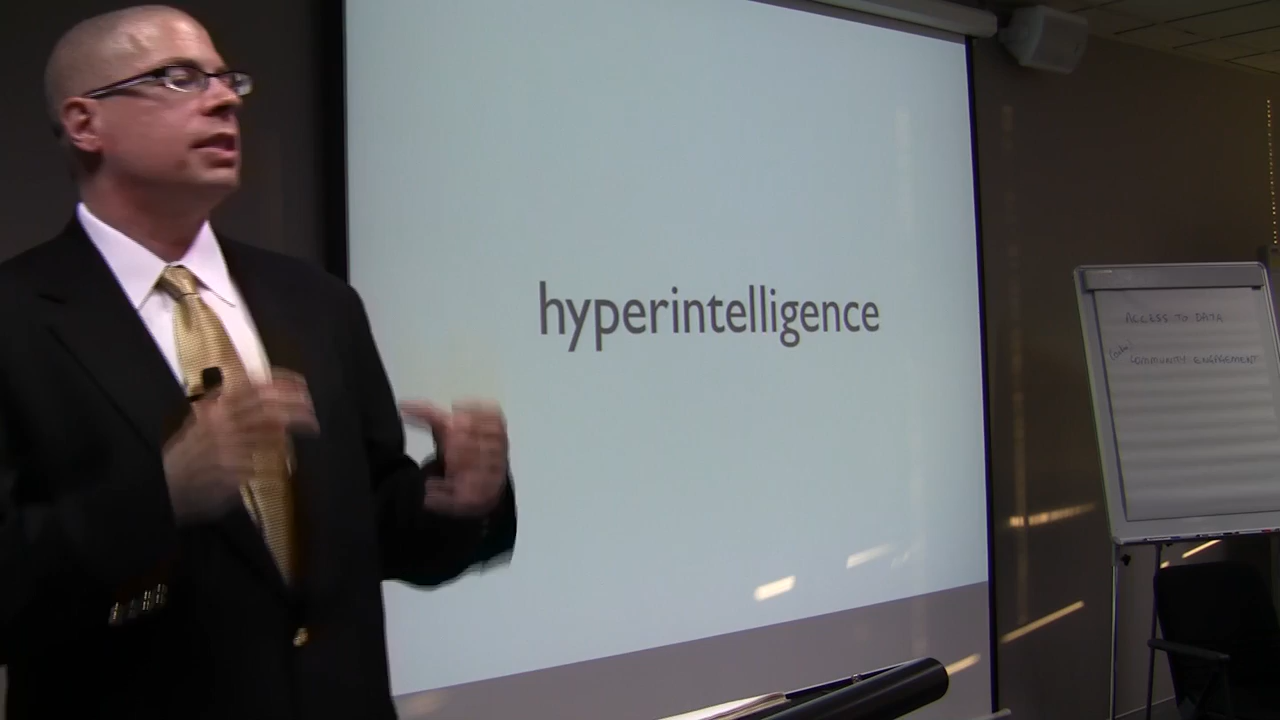 hyperintelligence
ACCESS TO DATA
COMMUNITY ENGAGEMENT